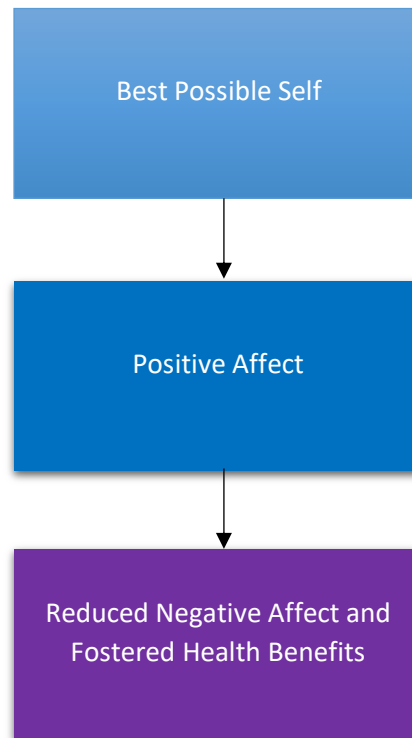 Best Possible Self
Positive Affect
Reduced Negative Affect and
Fostered Health Benefits